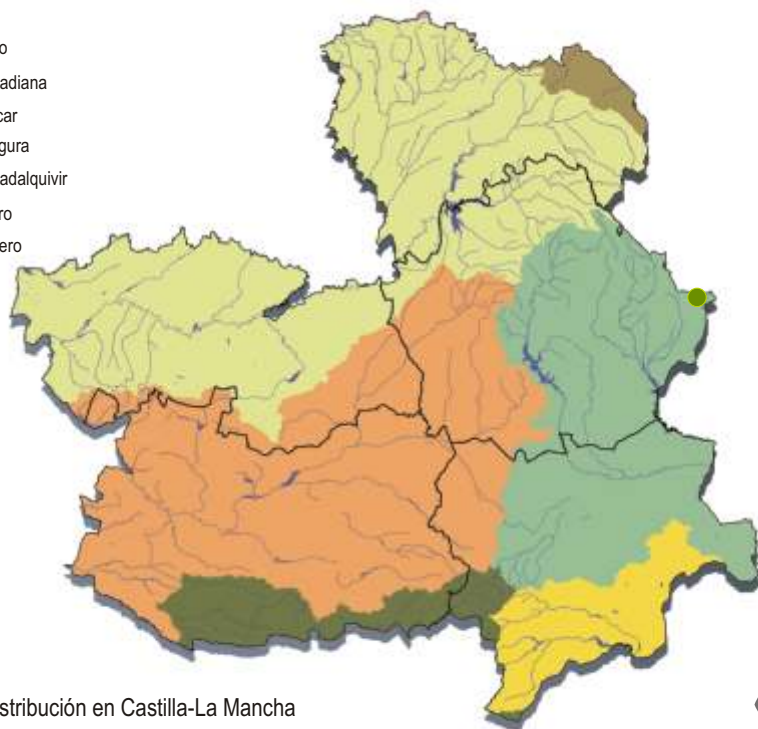 o
adiana
car
gura
adalquivir
ro
ero
stribución en Castilla-La Mancha